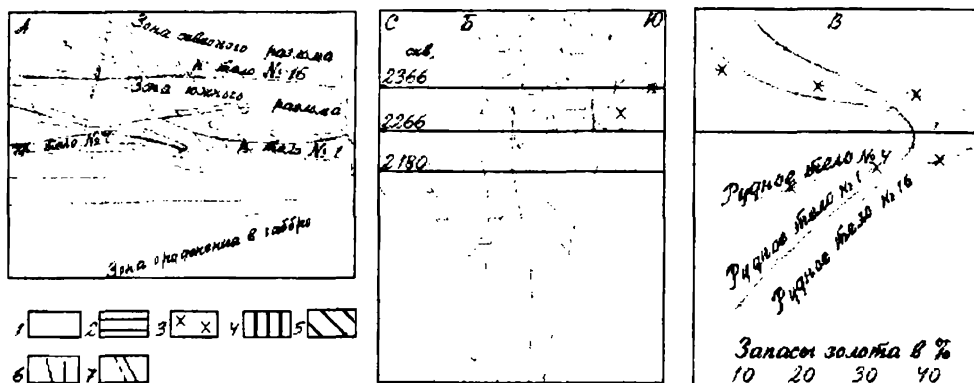 А
Зона сквозного разлома
р. тело № 16
Зона южного разлома
р. тело № 4
р. тело № 1
Зона оруденения в габбро
1 2 3 4 5
6 7
С Б Ю
скв.
2366
2266
2180
В
Рудное тело № 4
Рудное тело № 1
Рудное тело № 16
Запасы золота в %
10 20 30 40